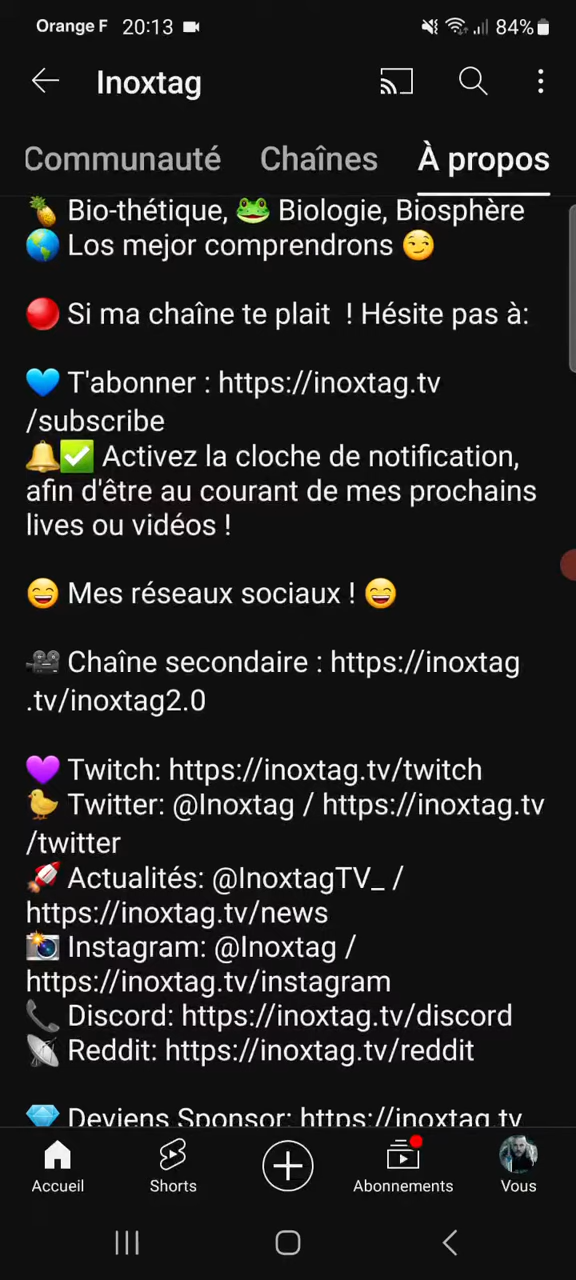 Orange F 20:13 84%
Inoxtag
Communauté Chaînes À propos
🍍 Bio-thétique, 🐸 Biologie, Biosphère
🌎 Los mejor comprendrons 😏
🔴 Si ma chaîne te plait  ! Hésite pas à:
💙 T'abonner : https://inoxtag.tv
/subscribe
🔔✅ Activez la cloche de notification,
afin d'être au courant de mes prochains
lives ou vidéos !
😄 Mes réseaux sociaux ! 😄
🎥 Chaîne secondaire : https://inoxtag
.tv/inoxtag2.0
💜 Twitch: https://inoxtag.tv/twitch
🐤 Twitter: @Inoxtag / https://inoxtag.tv
/twitter
🚀 Actualités: @InoxtagTV_ /
https://inoxtag.tv/news
📸 Instagram: @Inoxtag /
https://inoxtag.tv/instagram
📞 Discord: https://inoxtag.tv/discord
📡 Reddit: https://inoxtag.tv/reddit
💎 Deviens Sponsor: https://inoxtag.tv
Accueil Shorts Abonnements Vous